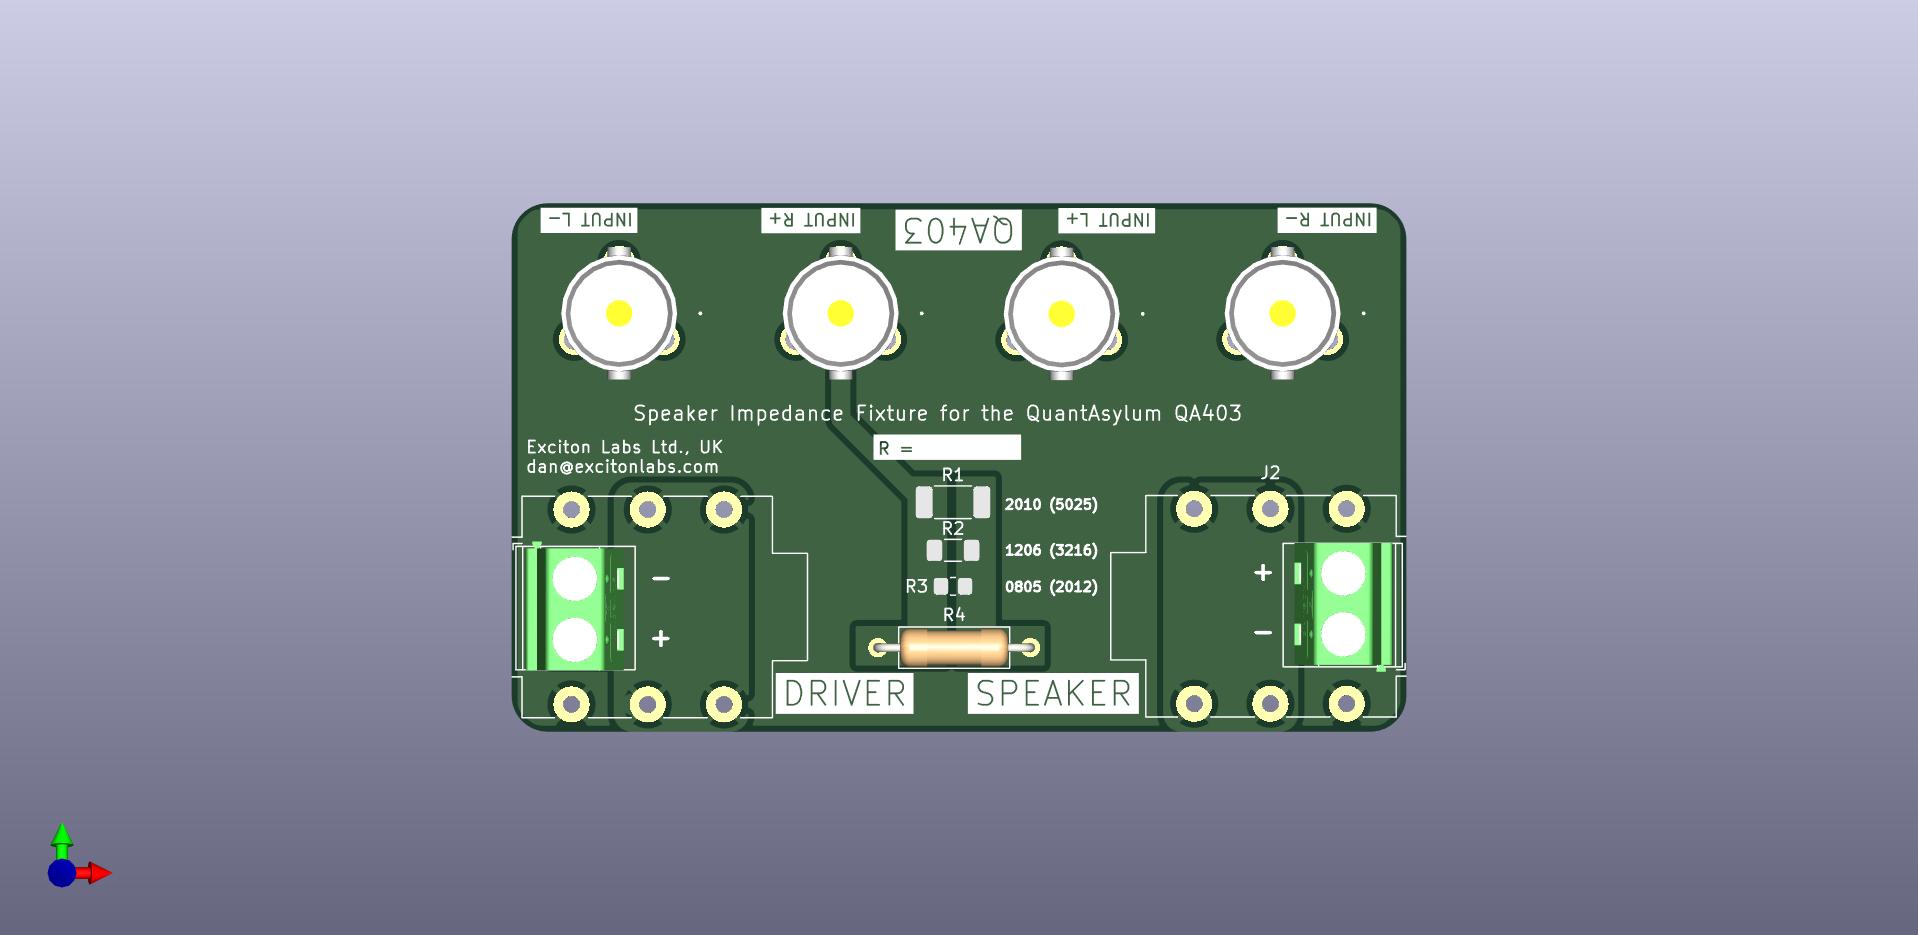 INPUT L-
INPUT R+
QA403
INPUT L+
INPUT R-
Speaker Impedance Fixture for the QuantAsylum QA403
Exciton Labs Ltd., UK
dan@excitonlabs.com
R =
R1
2010 (5025)
R2
1206 (3216)
R3
0805 (2012)
R4
J2
-
+
+
-
DRIVER
SPEAKER